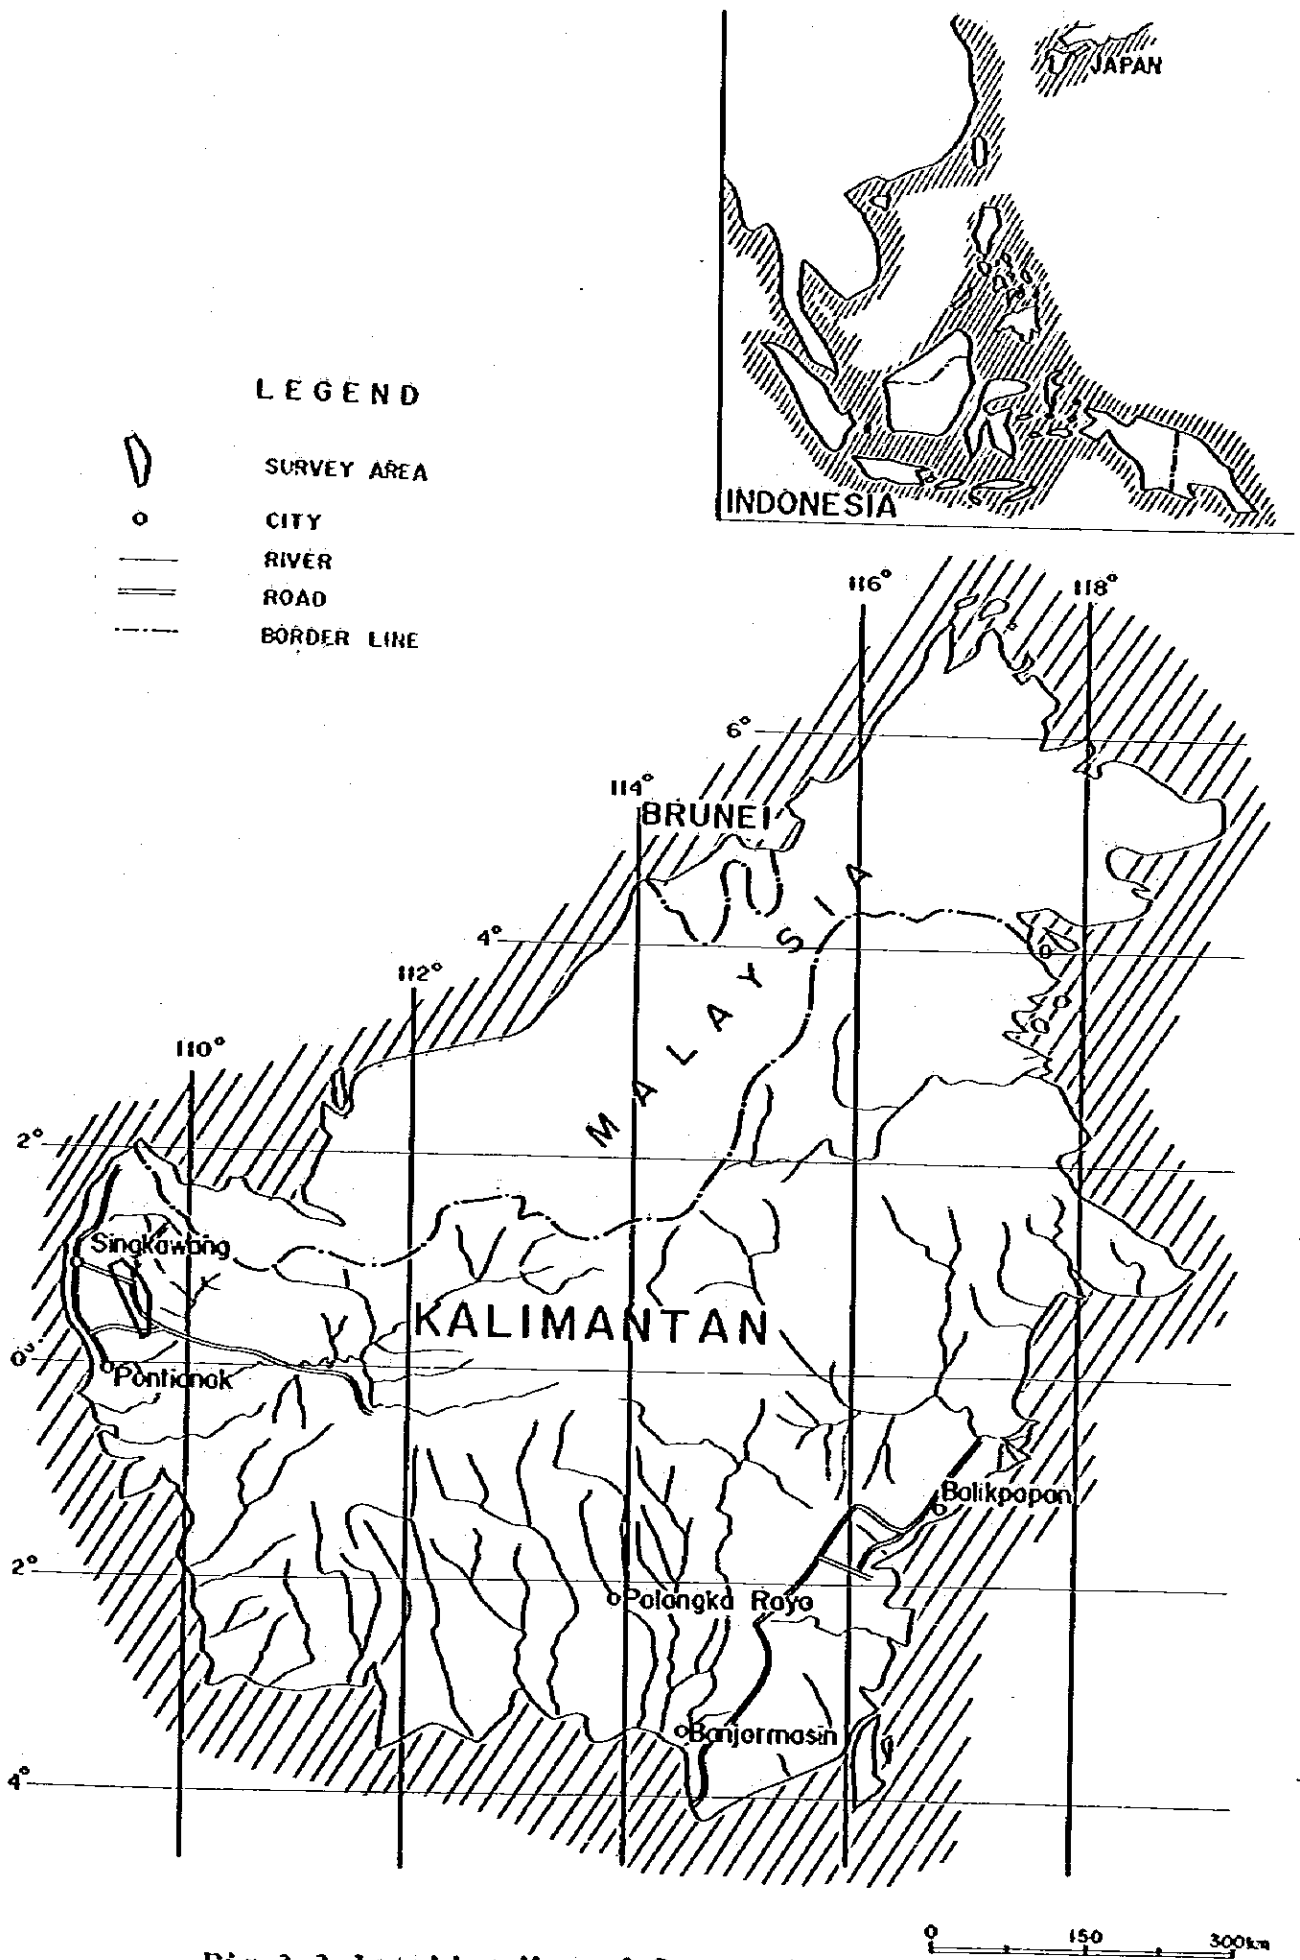 JAPAN
INDONESIA
LEGEND
SURVEY AREA
CITY
RIVER
ROAD
BORDER LINE
116°
118°
6°
114°
BRUNEI
4°
112°
MALAYSIA
110°
2°
Singkawang
KALIMANTAN
0°
Pontianak
Balikpapan
2°
Palangka Raya
Banjarmasin
4°
0 150 300km